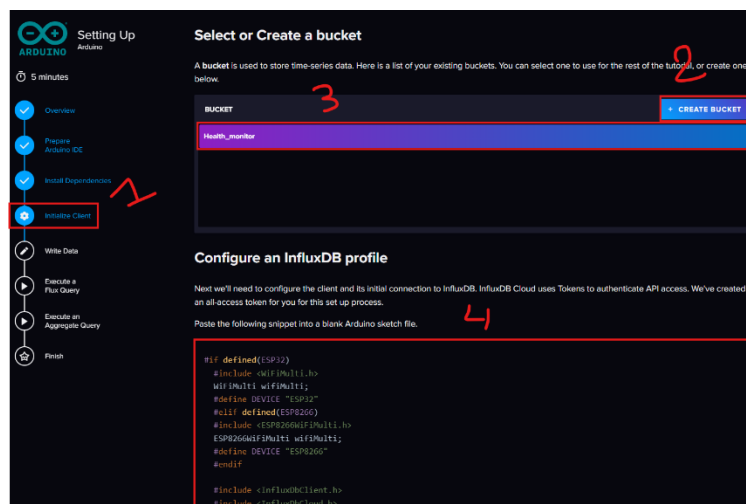 ARDUINO
Setting Up
Arduino
5 minutes
Overview
Prepare
Arduino IDE
Install Dependencies
1
Initialize Client
Write Data
Execute a
Flux Query
Execute an
Aggregate Query
Finish
Select or Create a bucket
A bucket is used to store time-series data. Here is a list of your existing buckets. You can select one to use for the rest of the tutorial, or create one
below.
2
3
BUCKET
+ CREATE BUCKET
Health_monitor
Configure an InfluxDB profile
Next we'll need to configure the client and its initial connection to InfluxDB. InfluxDB Cloud uses Tokens to authenticate API access. We've created
an all-access token for you for this set up process.
Paste the following snippet into a blank Arduino sketch file.
4
#if defined(ESP32)
#include <WiFiMulti.h>
WiFiMulti wifiMulti;
#define DEVICE "ESP32"
#elif defined(ESP8266)
#include <ESP8266WiFiMulti.h>
ESP8266WiFiMulti wifiMulti;
#define DEVICE "ESP8266"
#endif
#include <InfluxDbClient.h>
#include <InfluxDbCloud.h>